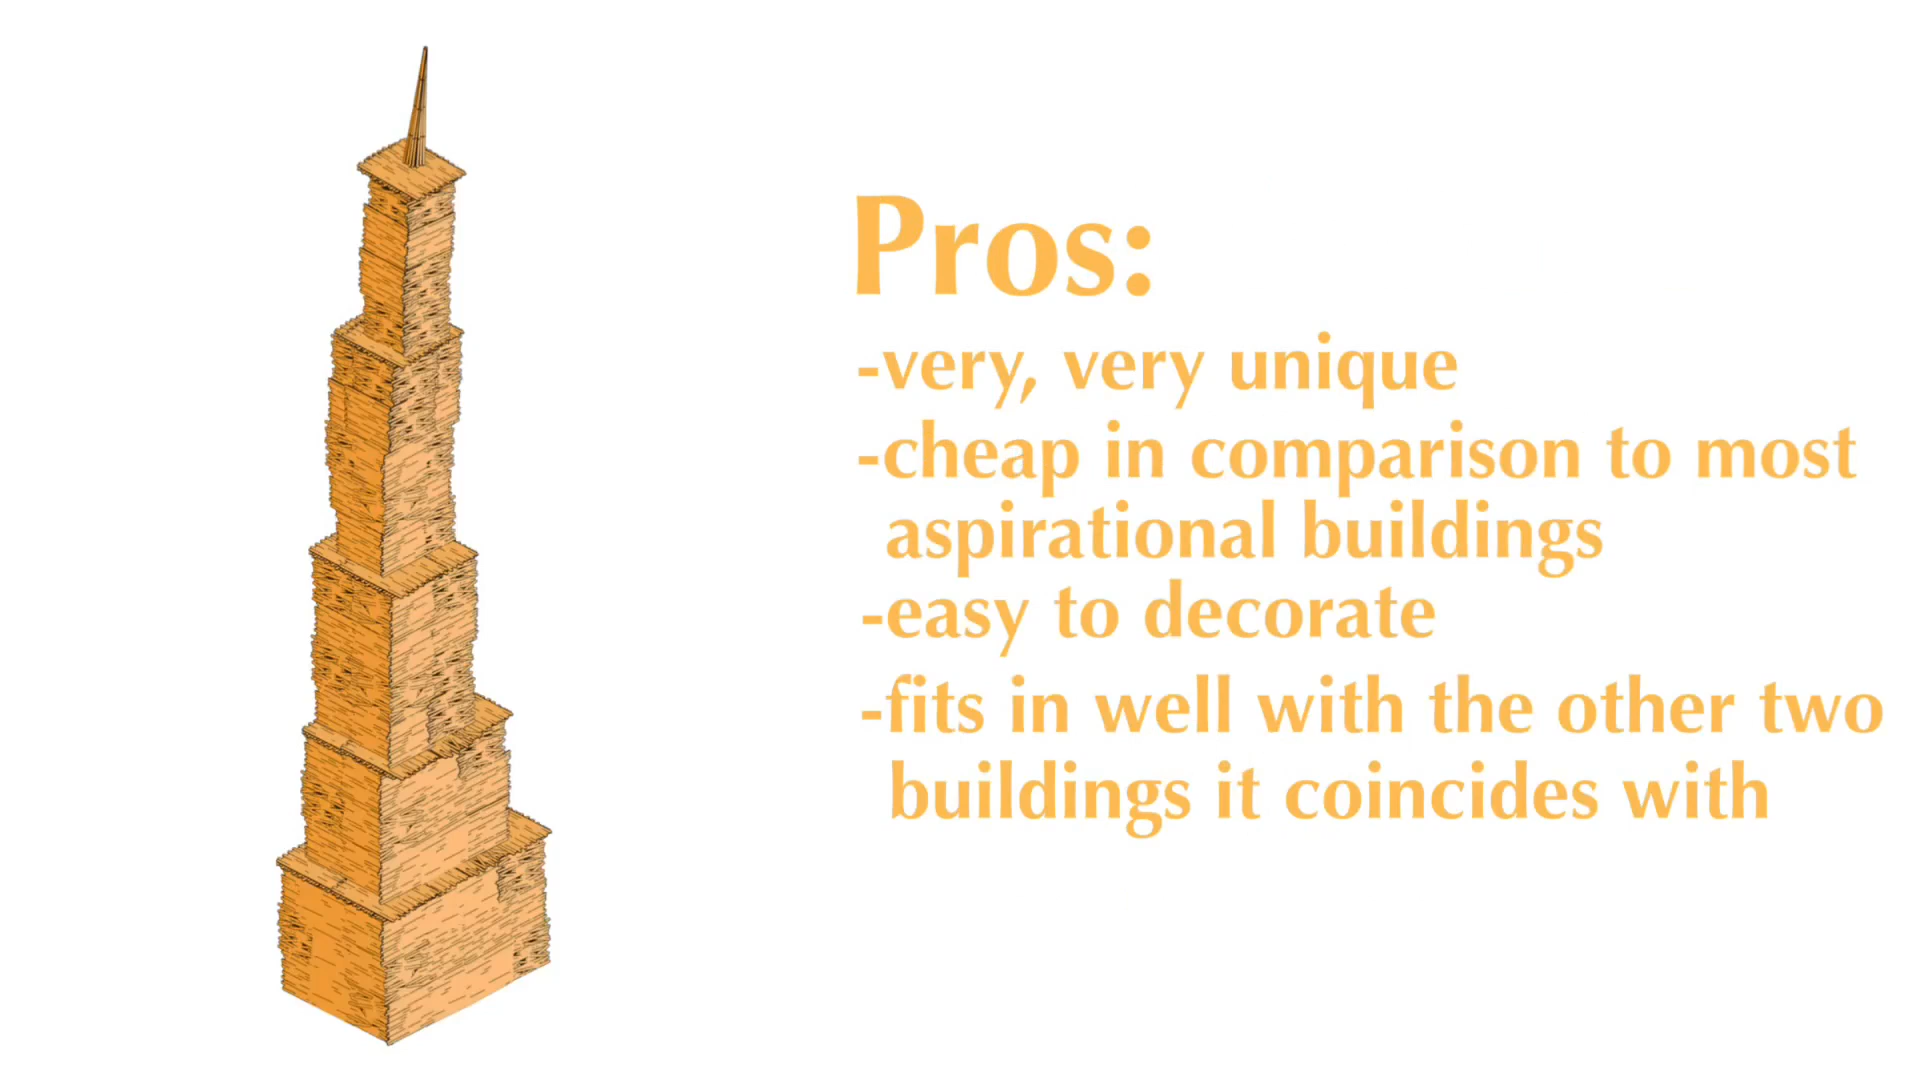 Pros:
-very, very unique
-cheap in comparison to most
aspirational buildings
-easy to decorate
-fits in well with the other two
buildings it coincides with